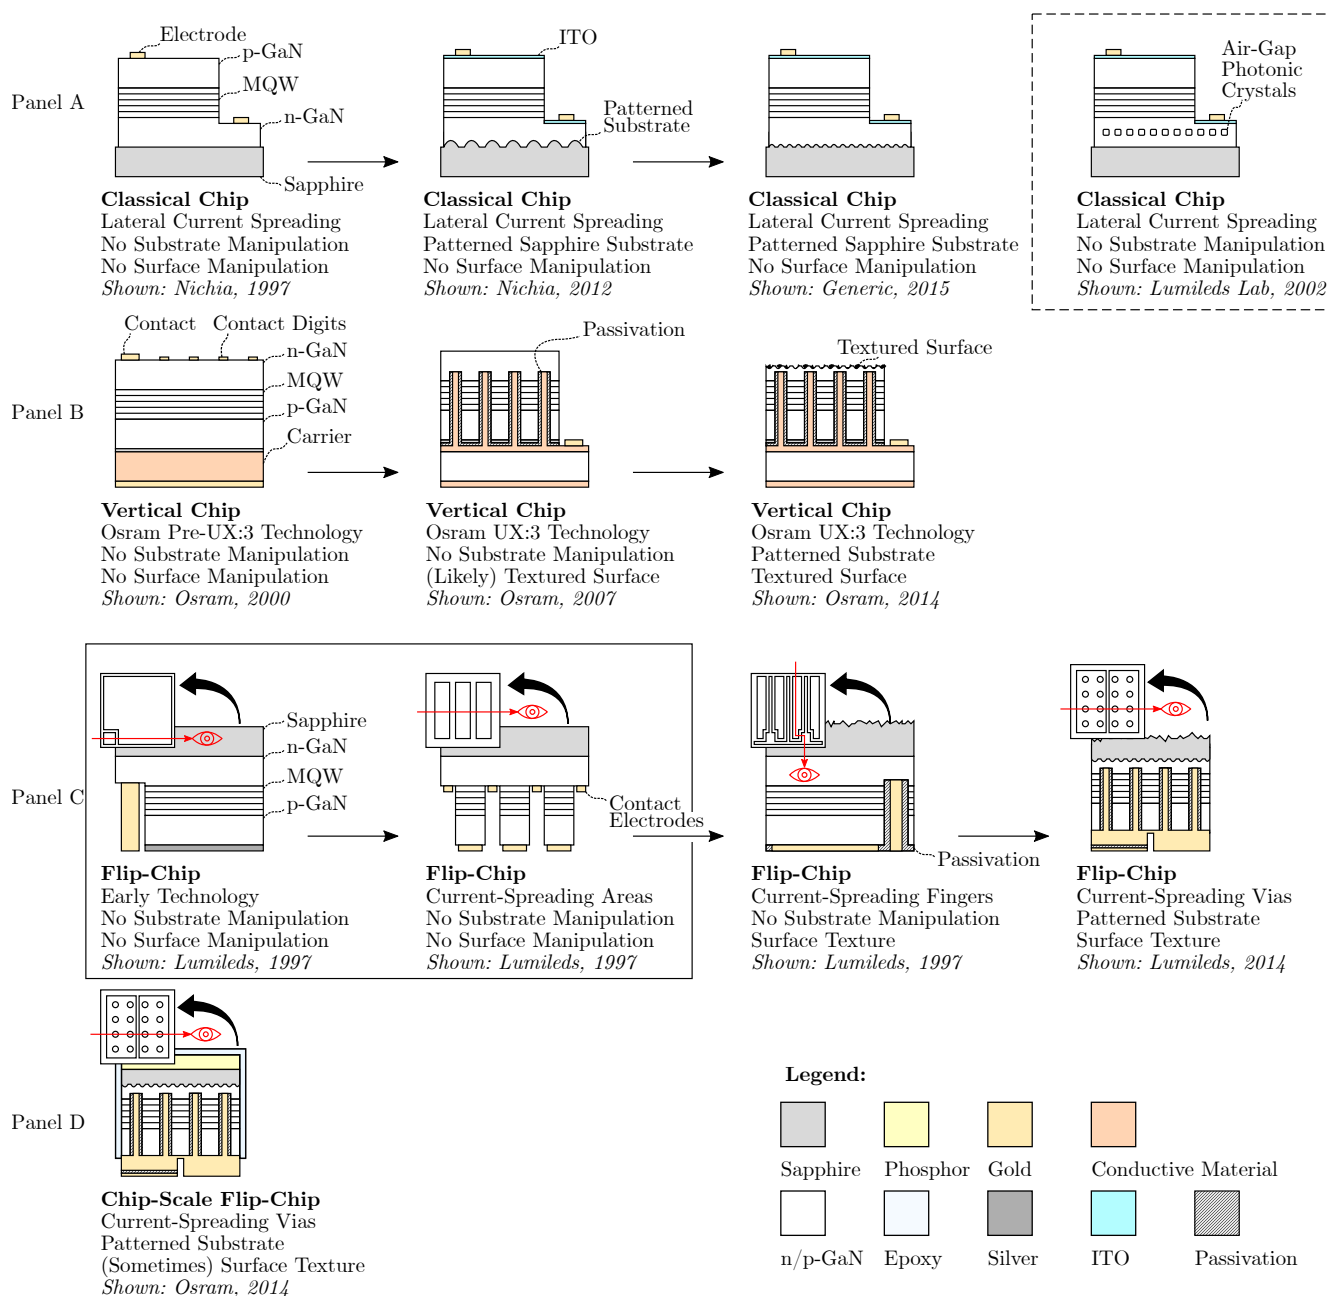 Panel A
Electrode
p-GaN
MQW
n-GaN
Sapphire
Classical Chip
Lateral Current Spreading
No Substrate Manipulation
No Surface Manipulation
Shown: Nichia, 1997
ITO
Patterned
Substrate
Classical Chip
Lateral Current Spreading
Patterned Sapphire Substrate
No Surface Manipulation
Shown: Nichia, 2012
Classical Chip
Lateral Current Spreading
Patterned Sapphire Substrate
No Surface Manipulation
Shown: Generic, 2015
Air-Gap
Photonic
Crystals
Classical Chip
Lateral Current Spreading
No Substrate Manipulation
No Surface Manipulation
Shown: Lumileds Lab, 2002
Panel B
Contact
Contact Digits
n-GaN
MQW
p-GaN
Carrier
Vertical Chip
Osram Pre-UX:3 Technology
No Substrate Manipulation
No Surface Manipulation
Shown: Osram, 2000
Passivation
Vertical Chip
Osram UX:3 Technology
No Substrate Manipulation
(Likely) Textured Surface
Shown: Osram, 2007
Textured Surface
Vertical Chip
Osram UX:3 Technology
Patterned Substrate
Textured Surface
Shown: Osram, 2014
Panel C
Sapphire
n-GaN
MQW
p-GaN
Flip-Chip
Early Technology
No Substrate Manipulation
No Surface Manipulation
Shown: Lumileds, 1997
Contact
Electrodes
Flip-Chip
Current-Spreading Areas
No Substrate Manipulation
No Surface Manipulation
Shown: Lumileds, 1997
Passivation
Flip-Chip
Current-Spreading Fingers
No Substrate Manipulation
Surface Texture
Shown: Lumileds, 1997
Flip-Chip
Current-Spreading Vias
Patterned Substrate
Surface Texture
Shown: Lumileds, 2014
Panel D
Chip-Scale Flip-Chip
Current-Spreading Vias
Patterned Substrate
(Sometimes) Surface Texture
Shown: Osram, 2014
Legend:
Sapphire
Phosphor
Gold
Conductive Material
n/p-GaN
Epoxy
Silver
ITO
Passivation